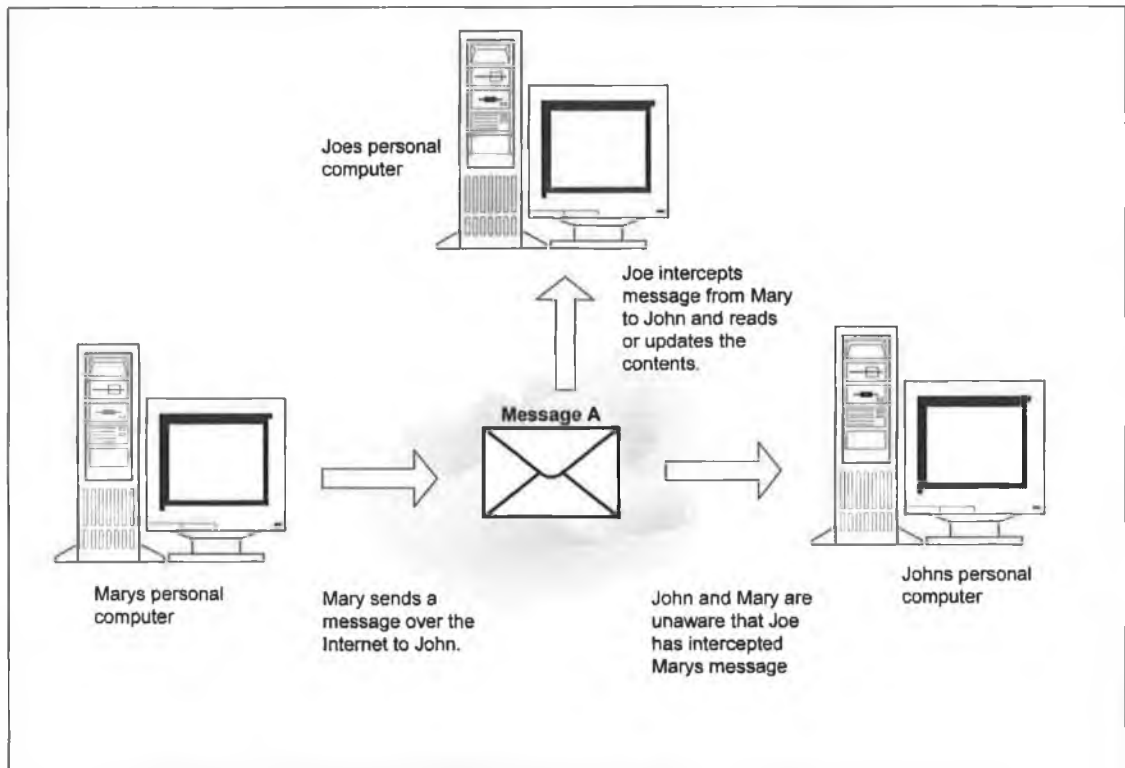 Joes personal
computer
Joe intercepts
message from Mary
to John and reads
or updates the
contents.
Message A
Marys personal
computer
Mary sends a
message over the
Internet to John.
John and Mary are
unaware that Joe
has intercepted
Marys message
Johns personal
computer